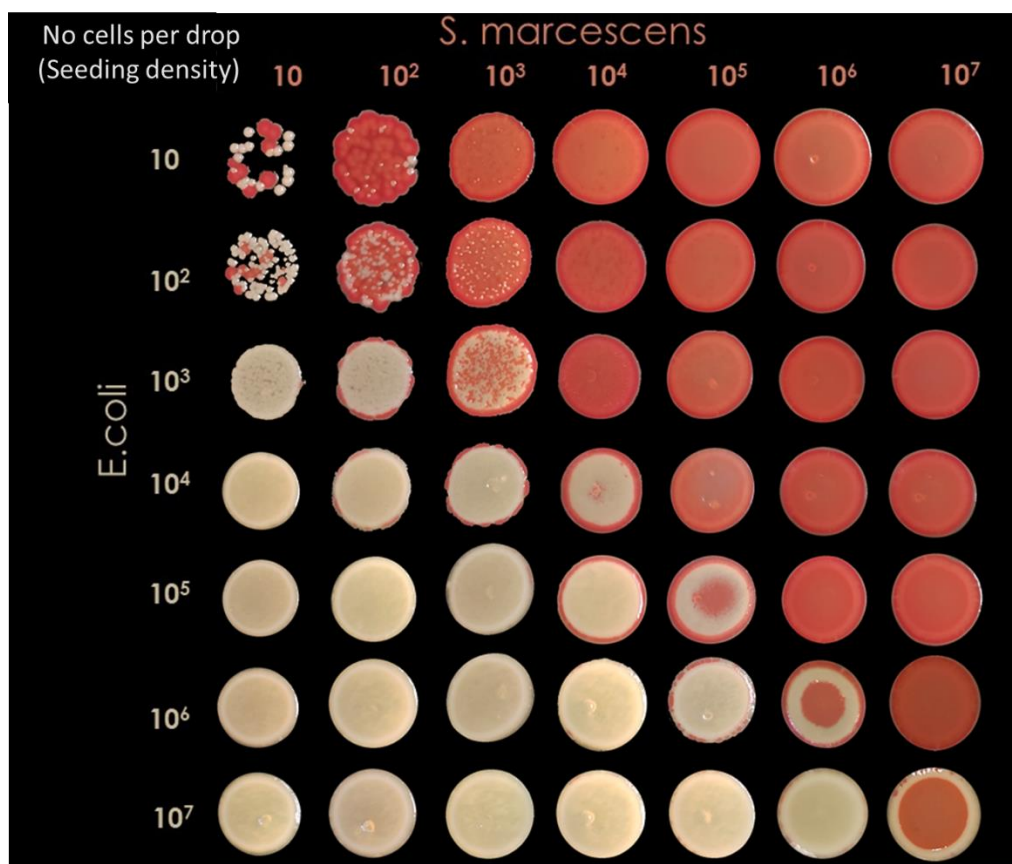 No cells per drop
(Seeding density)
S. marcescens
10 10² 10³ 10⁴ 10⁵ 10⁶ 10⁷
E.coli
10
10²
10³
10⁴
10⁵
10⁶
10⁷